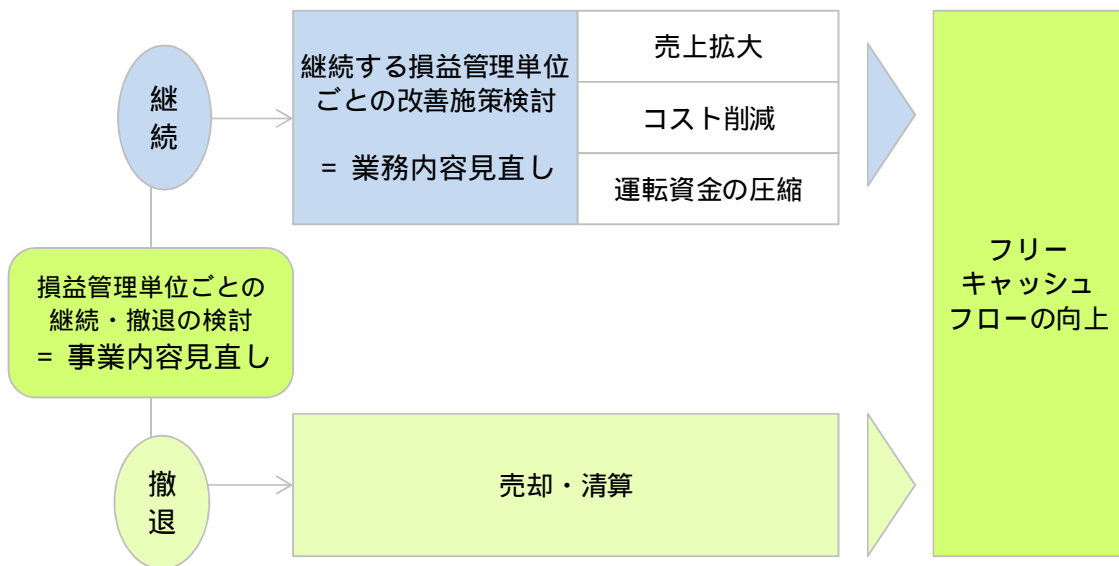 継
続
継続する損益管理単位
ごとの改善施策検討
= 業務内容見直し
売上拡大
コスト削減
運転資金の圧縮
損益管理単位ごとの
継続・撤退の検討
= 事業内容見直し
撤
退
売却・清算
フリー
キャッシュ
フローの向上